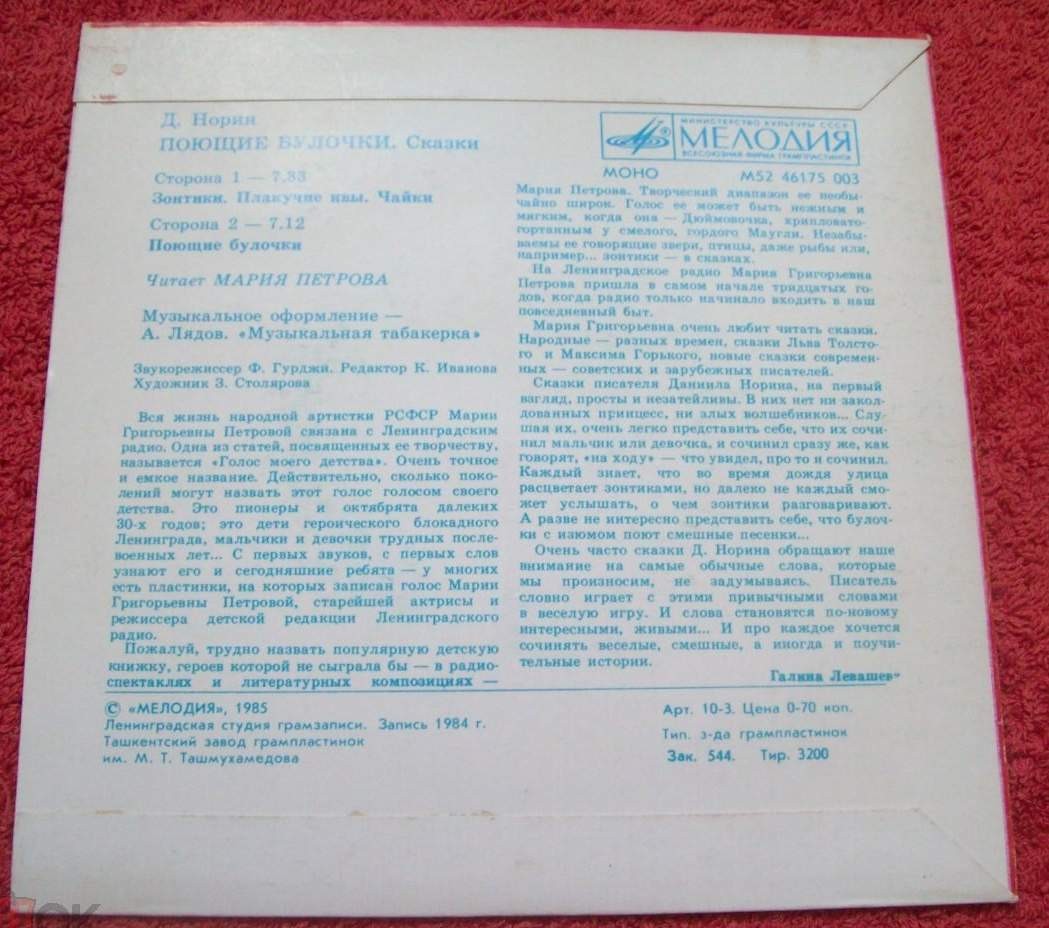 Д. Норин
ПОЮЩИЕ БУЛОЧКИ. Сказки
Сторона 1 — 7.33
Зонтики. Плакучие ивы. Чайки
Сторона 2 — 7.12
Поющие булочки
Читает МАРИЯ ПЕТРОВА
Музыкальное оформление —
А. Лядов. «Музыкальная табакерка»
Звукорежиссер Ф. Гурджи. Редактор К. Иванова
Художник З. Столярова
Вся жизнь народной артистки РСФСР Марии
Григорьевны Петровой связана с Ленинградским
радио. Одна из статей, посвященных ее творчеству,
называется «Голос моего детства». Очень точное
и емкое название. Действительно, сколько поко-
лений могут назвать этот голос голосом своего
детства. Это пионеры и октябрята далеких
30-х годов; это дети героического блокадного
Ленинграда, мальчики и девочки трудных после-
военных лет... С первых звуков, с первых слов
узнают его и сегодняшние ребята — у многих
есть пластинки, на которых записан голос Марии
Григорьевны Петровой, старейшей актрисы и
режиссера детской редакции Ленинградского
радио.
Пожалуй, трудно назвать популярную детскую
книжку, героев которой не сыграла бы — в радио-
спектаклях и литературных композициях —
МИНИСТЕРСТВО КУЛЬТУРЫ СССР
МЕЛОДИЯ
ВСЕСОЮЗНАЯ ФИРМА ГРАМПЛАСТИНОК
МОНО М52 46175 003
Мария Петрова. Творческий диапазон ее необы-
чайно широк. Голос ее может быть нежным и
мягким, когда она — Дюймовочка, хрипловато-
гортанным у смелого, гордого Маугли. Незабы-
ваемы ее говорящие звери, птицы, даже рыбы или,
например... зонтики — в сказках.
На Ленинградское радио Мария Григорьевна
Петрова пришла в самом начале тридцатых го-
дов, когда радио только начинало входить в наш
повседневный быт.
Мария Григорьевна очень любит читать сказки.
Народные — разных времен, сказки Льва Толсто-
го и Максима Горького, новые сказки современ-
ных — советских и зарубежных писателей.
Сказки писателя Даниила Норина, на первый
взгляд, просты и незатейливы. В них нет ни закол-
дованных принцесс, ни злых волшебников... Слу-
шая их, очень легко представить себе, что их сочи-
нил мальчик или девочка, и сочинил сразу же, как
говорят, «на ходу» — что увидел, про то и сочинил.
Каждый знает, что во время дождя улица
расцветает зонтиками, но далеко не каждый смо-
жет услышать, о чем зонтики разговаривают.
А разве не интересно представить себе, что булоч-
ки с изюмом поют смешные песенки...
Очень часто сказки Д. Норина обращают наше
внимание на самые обычные слова, которые
мы произносим, не задумываясь. Писатель
словно играет с этими привычными словами
в веселую игру. И слова становятся по-новому
интересными, живыми... И про каждое хочется
сочинять веселые, смешные, а иногда и поучи-
тельные истории.
Галина Левашев
© «МЕЛОДИЯ», 1985
Ленинградская студия грамзаписи. Запись 1984 г.
Ташкентский завод грампластинок
им. М. Т. Ташмухамедова
Арт. 10-3. Цена 0-70 коп.
Тип. з-да грампластинок
Зак. 544. Тир. 3200